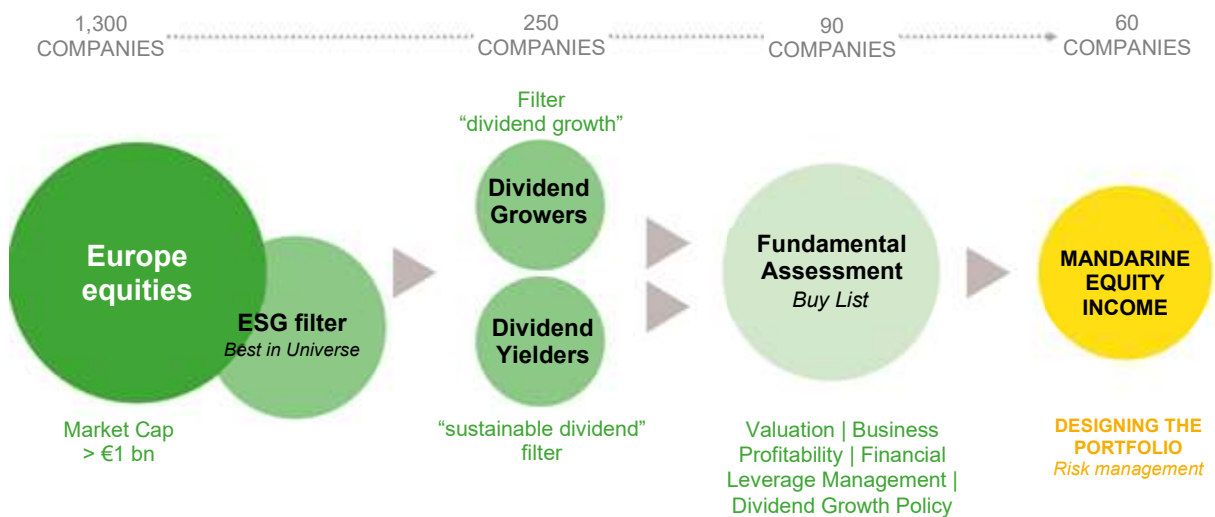 1,300
COMPANIES
250
COMPANIES
90
COMPANIES
60
COMPANIES
Europe
equities
ESG filter
Best in Universe
Market Cap
> €1 bn
Filter
“dividend growth”
Dividend
Growers
Dividend
Yielders
“sustainable dividend”
filter
Fundamental
Assessment
Buy List
Valuation | Business
Profitability | Financial
Leverage Management |
Dividend Growth Policy
MANDARINE
EQUITY
INCOME
DESIGNING THE
PORTFOLIO
Risk management